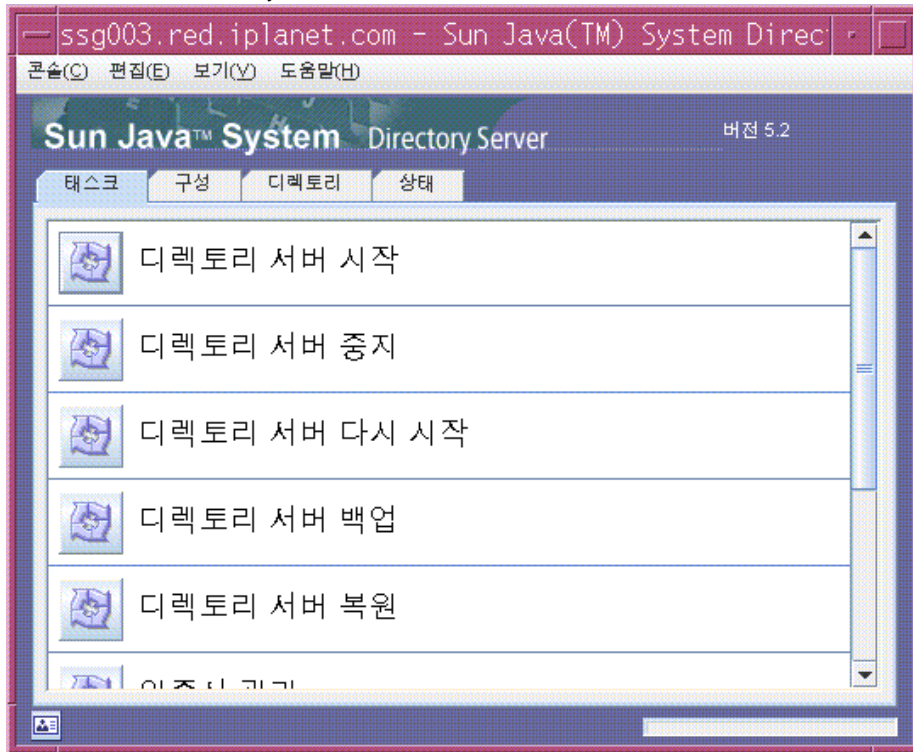 ssg003.red.iplanet.com - Sun Java(TM) System Direc
콘솔(C) 편집(E) 보기(V) 도움말(H)
Sun Java™ System Directory Server 버전 5.2
태스크 구성 디렉토리 상태
디렉토리 서버 시작
디렉토리 서버 중지
디렉토리 서버 다시 시작
디렉토리 서버 백업
디렉토리 서버 복원